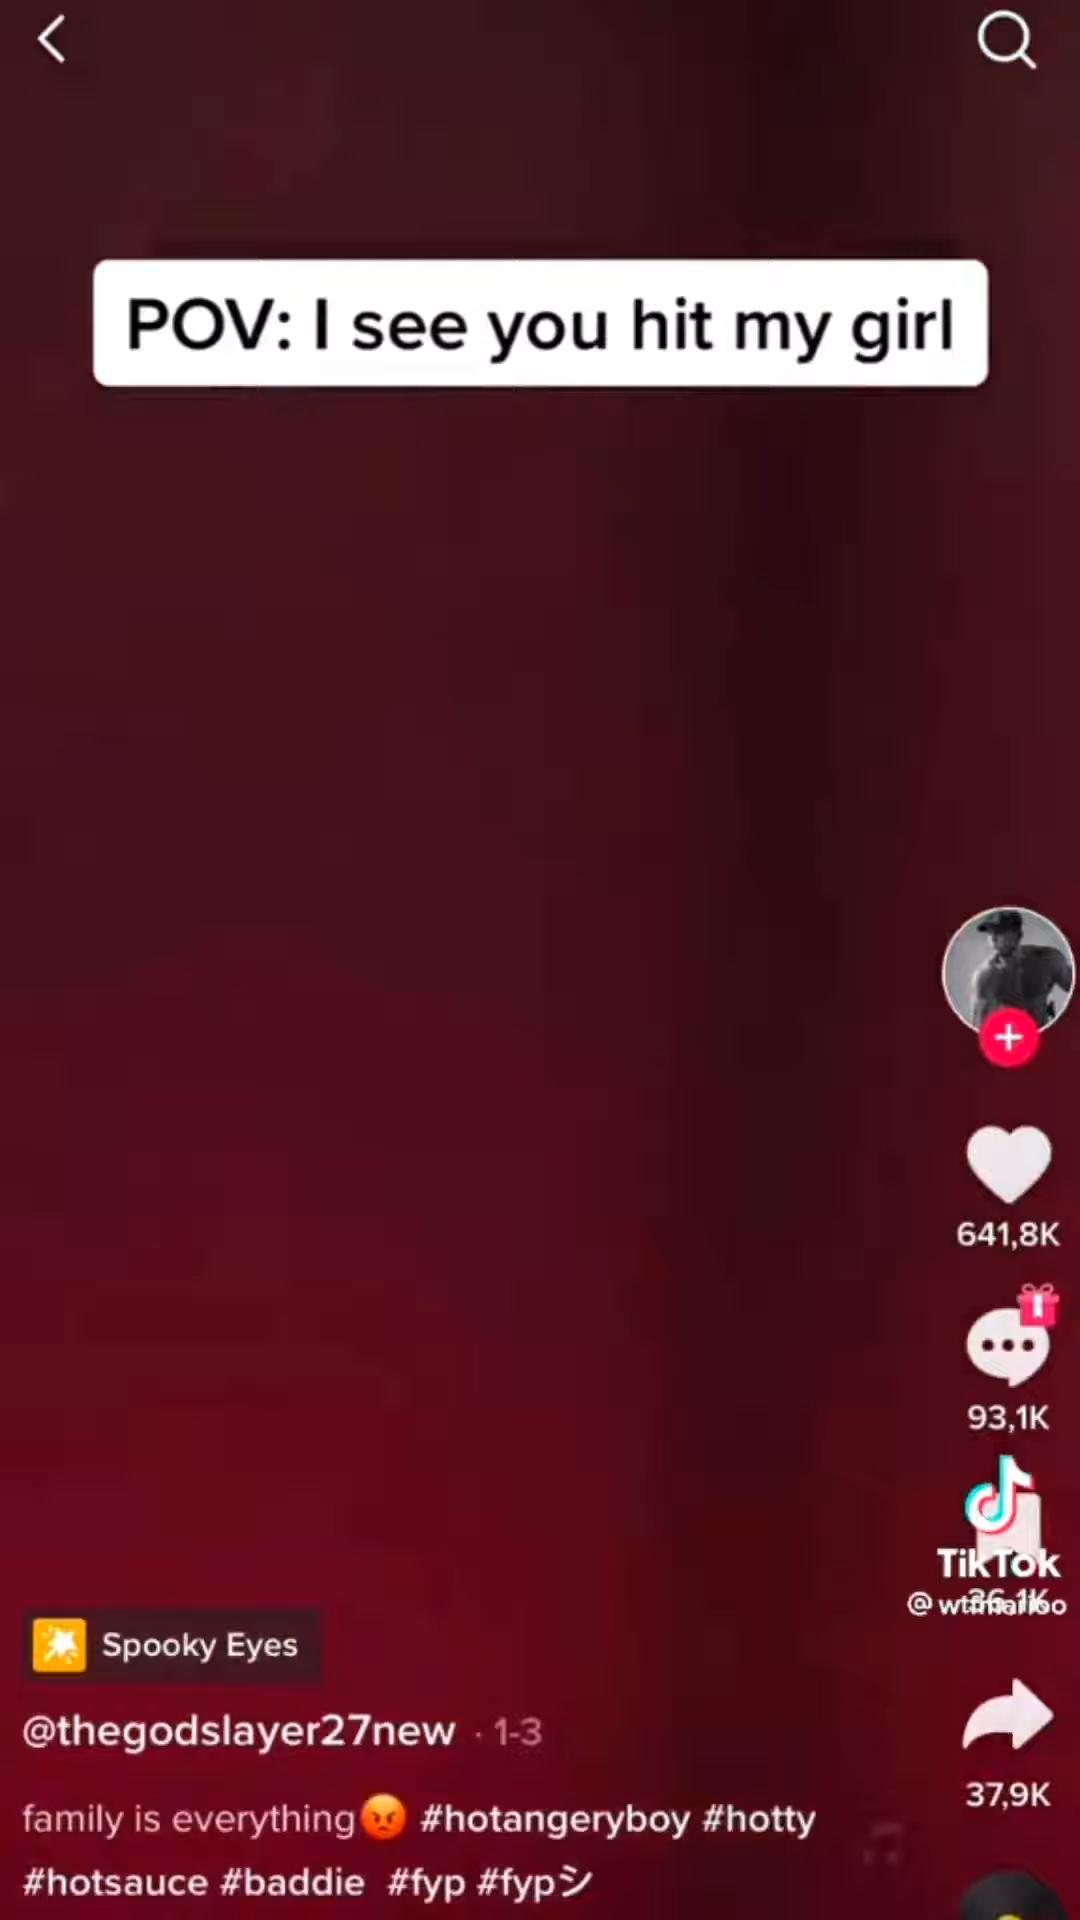 POV: I see you hit my girl
641,8K
93,1K
TikTok
37,9K
Spooky Eyes
@thegodslayer27new · 1-3
family is everything😡 #hotangeryboy #hotty
#hotsauce #baddie #fyp #fypシ